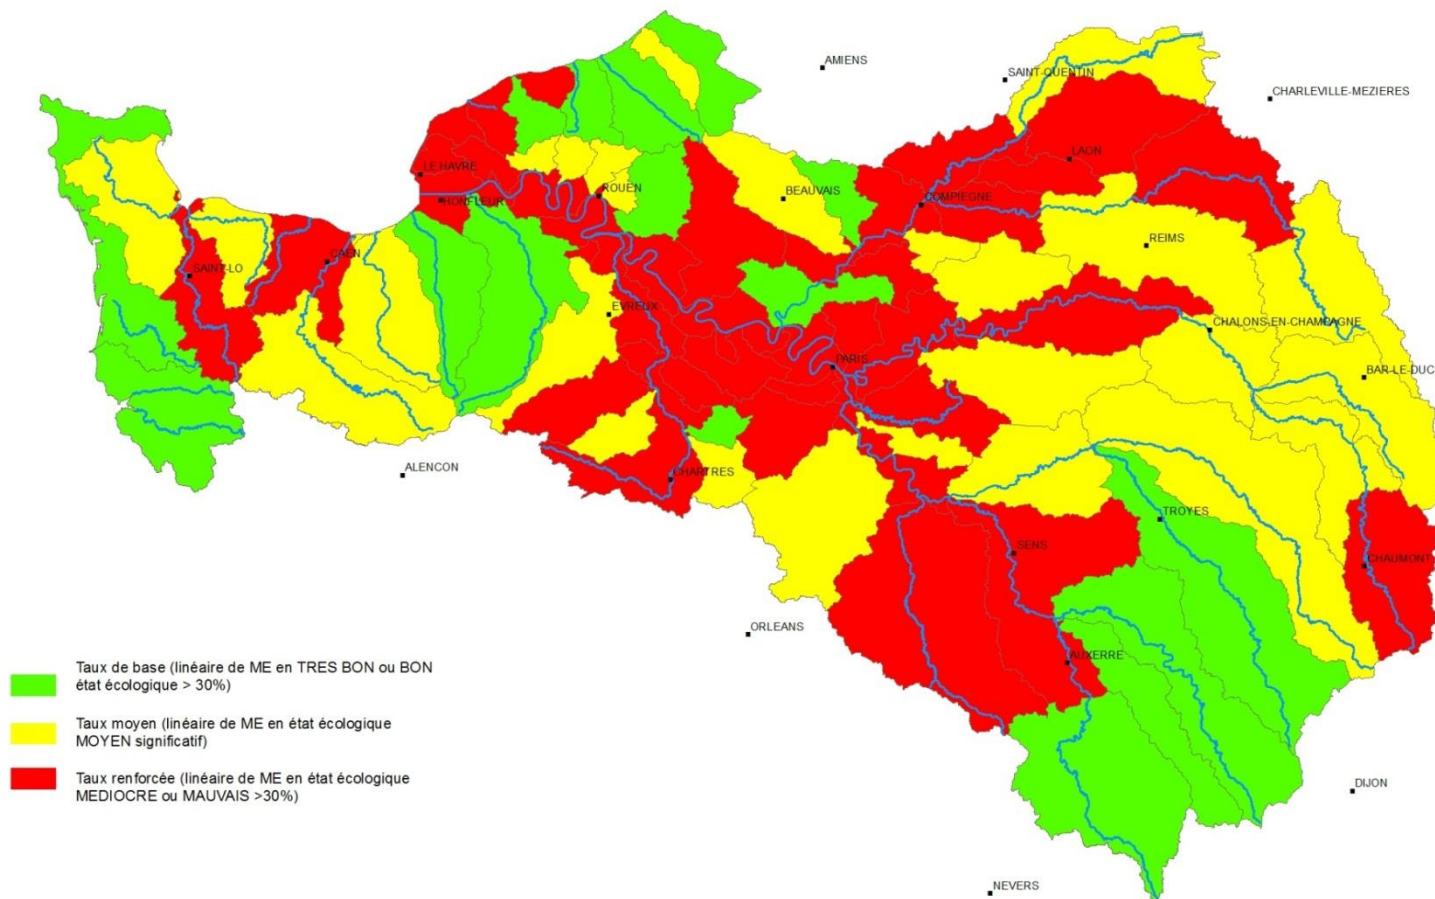 AMIENS
SAINT-QUENTIN
CHARLEVILLE-MEZIERES
LAON
LE HAVRE
ROUEN
BEAUVAIS
COMPIEGNE
HONFLEUR
REIMS
SAINT-LO
CAEN
EVREUX
CHALONS-EN-CHAMPAGNE
PARIS
BAR-LE-DUC
ALENCON
CHARTRES
TROYES
SENS
CHAUMONT
ORLEANS
AUXERRE
DIJON
NEVERS
Taux de base (linéaire de ME en TRES BON ou BON
état écologique > 30%)
Taux moyen (linéaire de ME en état écologique
MOYEN significatif)
Taux renforcée (linéaire de ME en état écologique
MEDIOCRE ou MAUVAIS >30%)